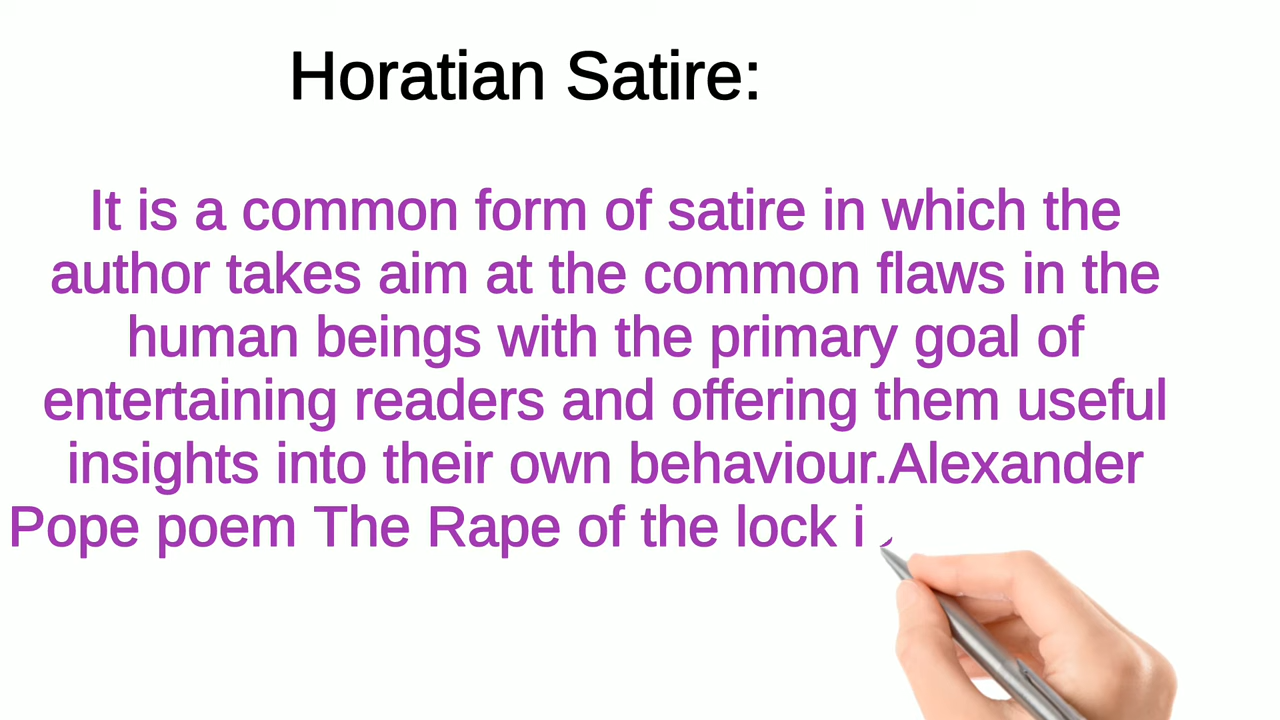 Horatian Satire:
It is a common form of satire in which the
author takes aim at the common flaws in the
human beings with the primary goal of
entertaining readers and offering them useful
insights into their own behaviour.Alexander
Pope poem The Rape of the lock i